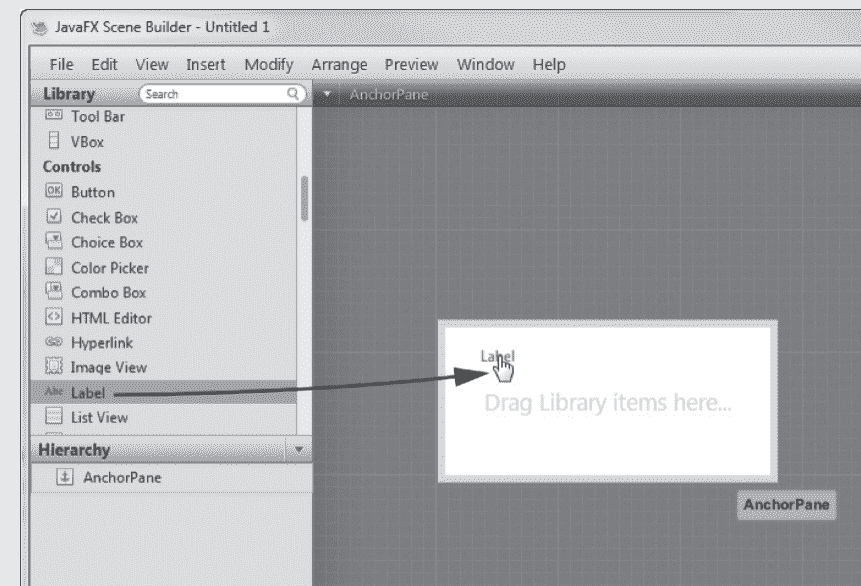 JavaFX Scene Builder - Untitled 1
File Edit View Insert Modify Arrange Preview Window Help
Library Search AnchorPane
Tool Bar
VBox
Controls
OK Button
Check Box
Choice Box
Color Picker
Combo Box
HTML Editor
Hyperlink
Image View
Abc Label
List View
Hierarchy
AnchorPane
Label
Drag Library items here...
AnchorPane